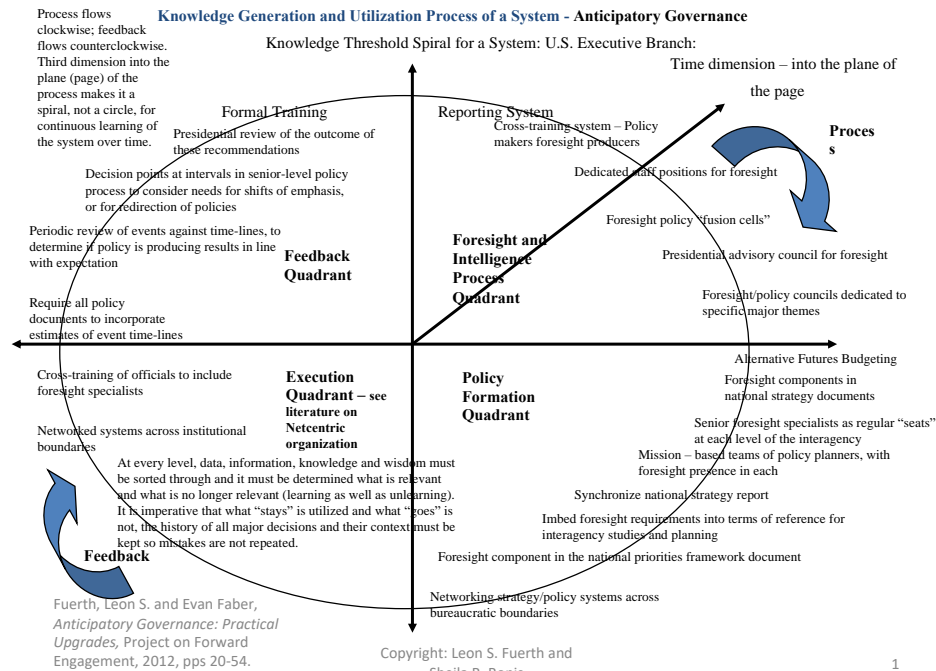 Knowledge Generation and Utilization Process of a System - Anticipatory Governance
Knowledge Threshold Spiral for a System: U.S. Executive Branch:
Process flows
clockwise; feedback
flows counterclockwise.
Third dimension into the
plane (page) of the
process makes it a
spiral, not a circle, for
continuous learning of
the system over time.
Time dimension – into the plane of
the page
Proces
s
Formal Training
Presidential review of the outcome of
these recommendations
Decision points at intervals in senior-level policy
process to consider needs for shifts of emphasis,
or for redirection of policies
Periodic review of events against time-lines, to
determine if policy is producing results in line
with expectation
Require all policy
documents to incorporate
estimates of event time-lines
Feedback
Quadrant
Reporting System
Cross-training system – Policy
makers foresight producers
Dedicated staff positions for foresight
Foresight policy “fusion cells”
Presidential advisory council for foresight
Foresight/policy councils dedicated to
specific major themes
Foresight and
Intelligence
Process
Quadrant
Alternative Futures Budgeting
Foresight components in
national strategy documents
Senior foresight specialists as regular “seats”
at each level of the interagency
Mission – based teams of policy planners, with
foresight presence in each
Synchronize national strategy report
Imbed foresight requirements into terms of reference for
interagency studies and planning
Foresight component in the national priorities framework document
Networking strategy/policy systems across
bureaucratic boundaries
Policy
Formation
Quadrant
Execution
Quadrant – see
literature on
Netcentric
organization
Cross-training of officials to include
foresight specialists
Networked systems across institutional
boundaries
At every level, data, information, knowledge and wisdom must
be sorted through and it must be determined what is relevant
and what is no longer relevant (learning as well as unlearning).
It is imperative that what “stays” is utilized and what “goes” is
not, the history of all major decisions and their context must be
kept so mistakes are not repeated.
Feedback
Fuerth, Leon S. and Evan Faber,
Anticipatory Governance: Practical
Upgrades, Project on Forward
Engagement, 2012, pps 20-54.
Copyright: Leon S. Fuerth and
1